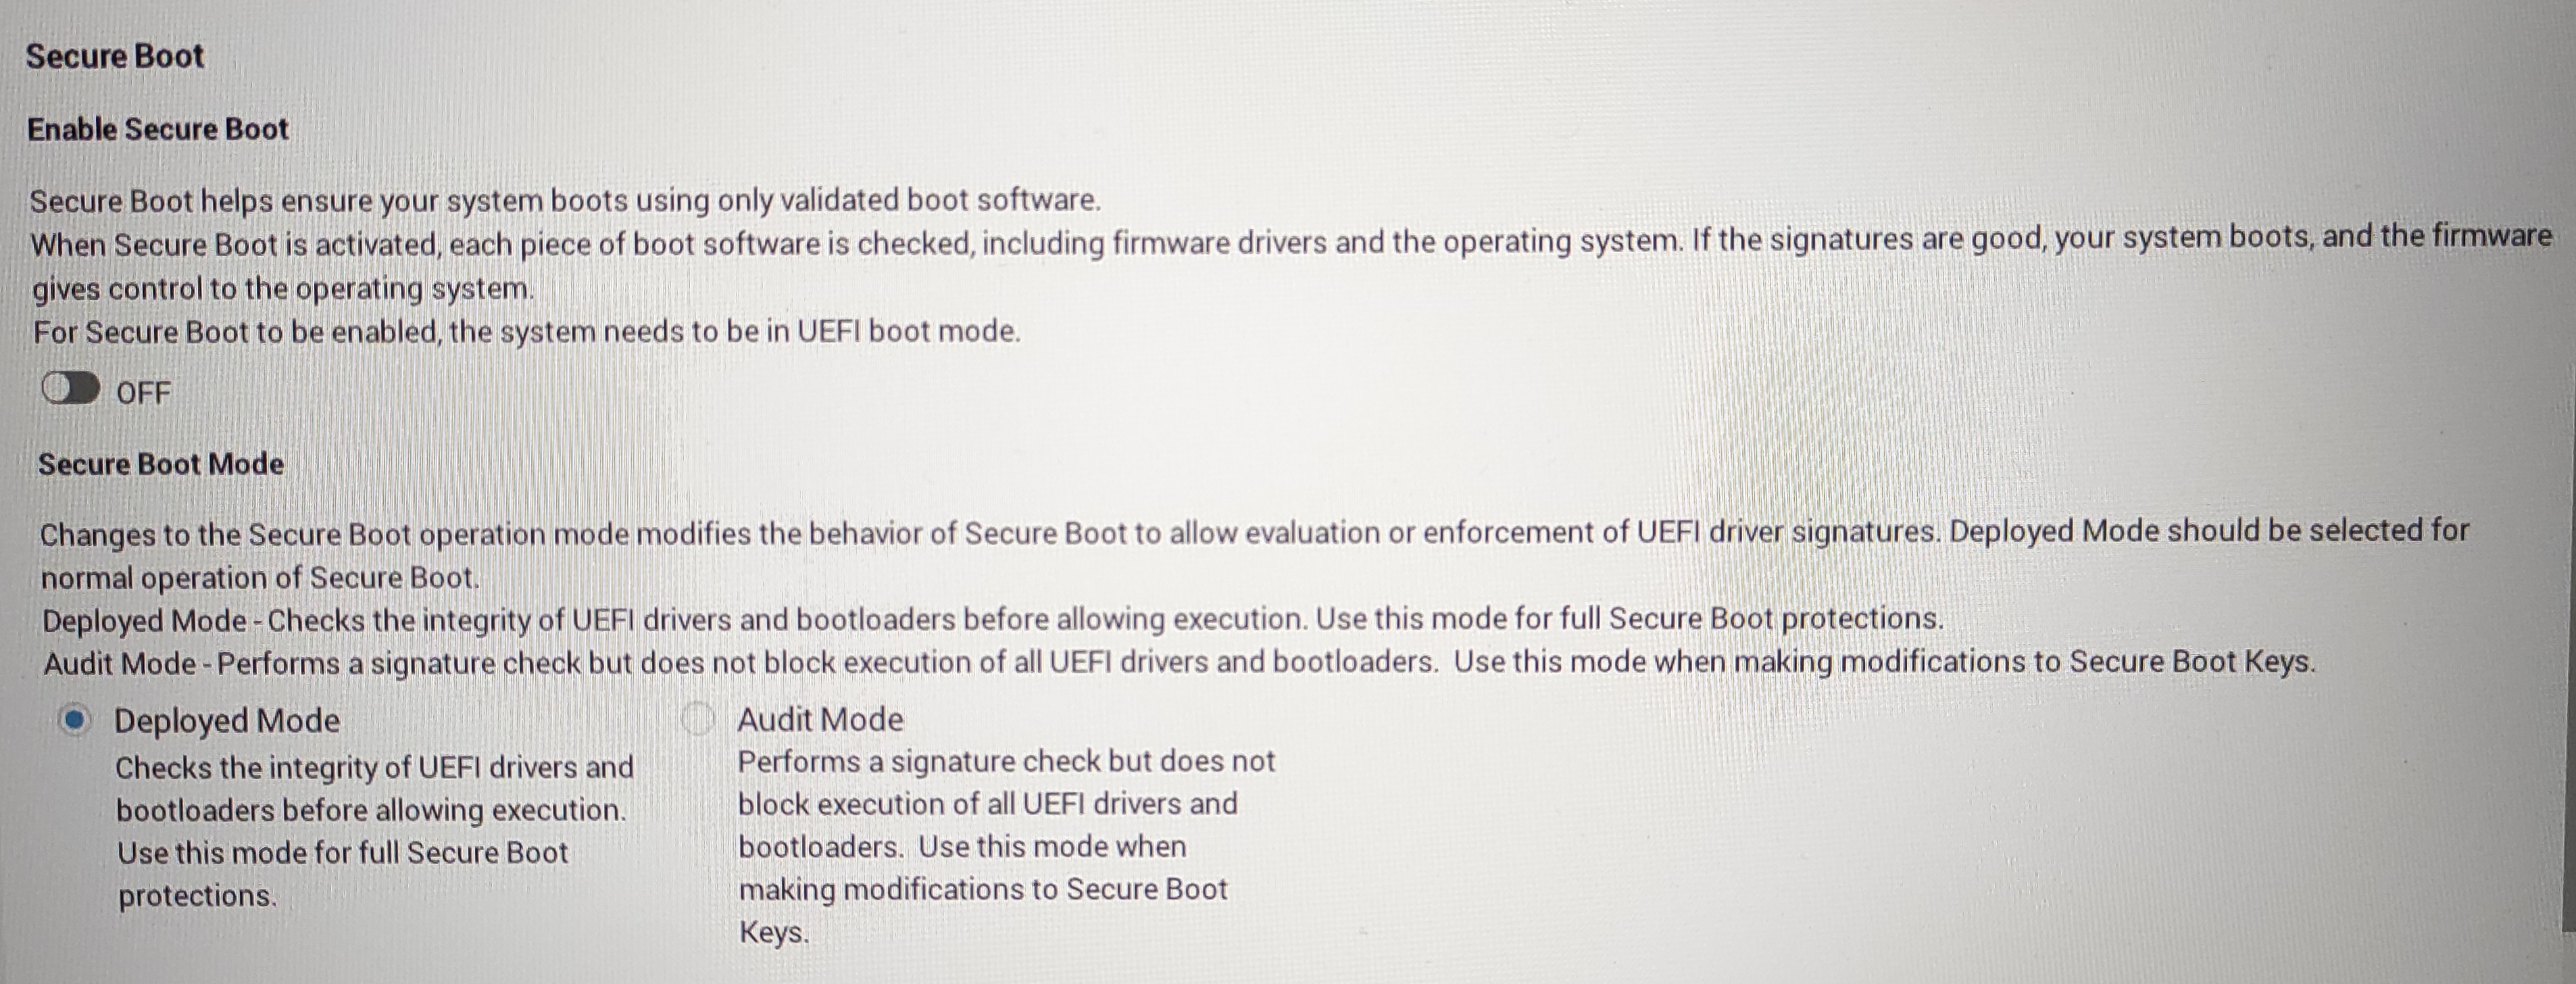 Secure Boot
Enable Secure Boot
Secure Boot helps ensure your system boots using only validated boot software.
When Secure Boot is activated, each piece of boot software is checked, including firmware drivers and the operating system. If the signatures are good, your system boots, and the firmware
gives control to the operating system.
For Secure Boot to be enabled, the system needs to be in UEFI boot mode.
OFF
Secure Boot Mode
Changes to the Secure Boot operation mode modifies the behavior of Secure Boot to allow evaluation or enforcement of UEFI driver signatures. Deployed Mode should be selected for
normal operation of Secure Boot.
Deployed Mode - Checks the integrity of UEFI drivers and bootloaders before allowing execution. Use this mode for full Secure Boot protections.
Audit Mode - Performs a signature check but does not block execution of all UEFI drivers and bootloaders.  Use this mode when making modifications to Secure Boot Keys.
Deployed Mode
Checks the integrity of UEFI drivers and
bootloaders before allowing execution.
Use this mode for full Secure Boot
protections.
Audit Mode
Performs a signature check but does not
block execution of all UEFI drivers and
bootloaders.  Use this mode when
making modifications to Secure Boot
Keys.